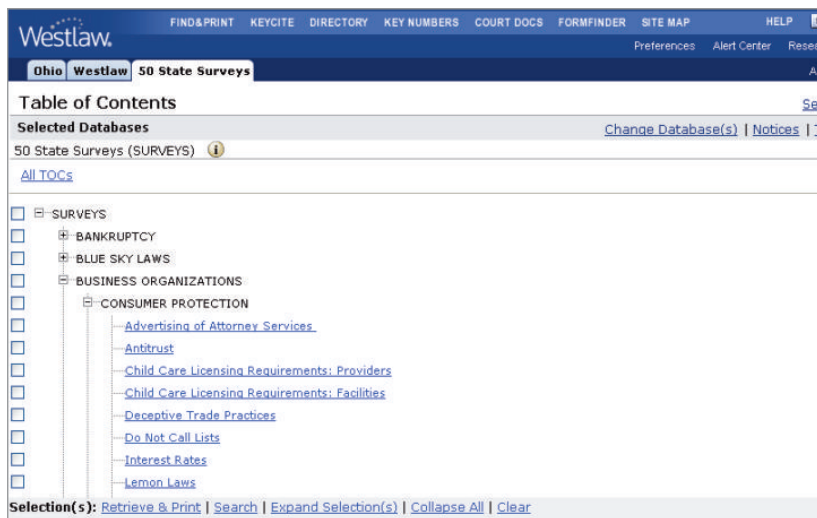 FIND&PRINT KEYCITE DIRECTORY KEY NUMBERS COURT DOCS FORMFINDER SITE MAP HELP
Westlaw.
Preferences Alert Center
Ohio Westlaw 50 State Surveys
Table of Contents
Selected Databases Change Database(s) | Notices |
50 State Surveys (SURVEYS) i
All TOCs
SURVEYS
BANKRUPTCY
BLUE SKY LAWS
BUSINESS ORGANIZATIONS
CONSUMER PROTECTION
Advertising of Attorney Services
Antitrust
Child Care Licensing Requirements: Providers
Child Care Licensing Requirements: Facilities
Deceptive Trade Practices
Do Not Call Lists
Interest Rates
Lemon Laws
Selection(s): Retrieve & Print | Search | Expand Selection(s) | Collapse All | Clear